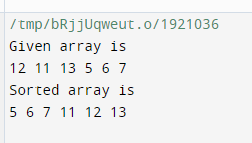 /tmp/bRjjUqweut.o/1921036
Given array is
12 11 13 5 6 7
Sorted array is
5 6 7 11 12 13